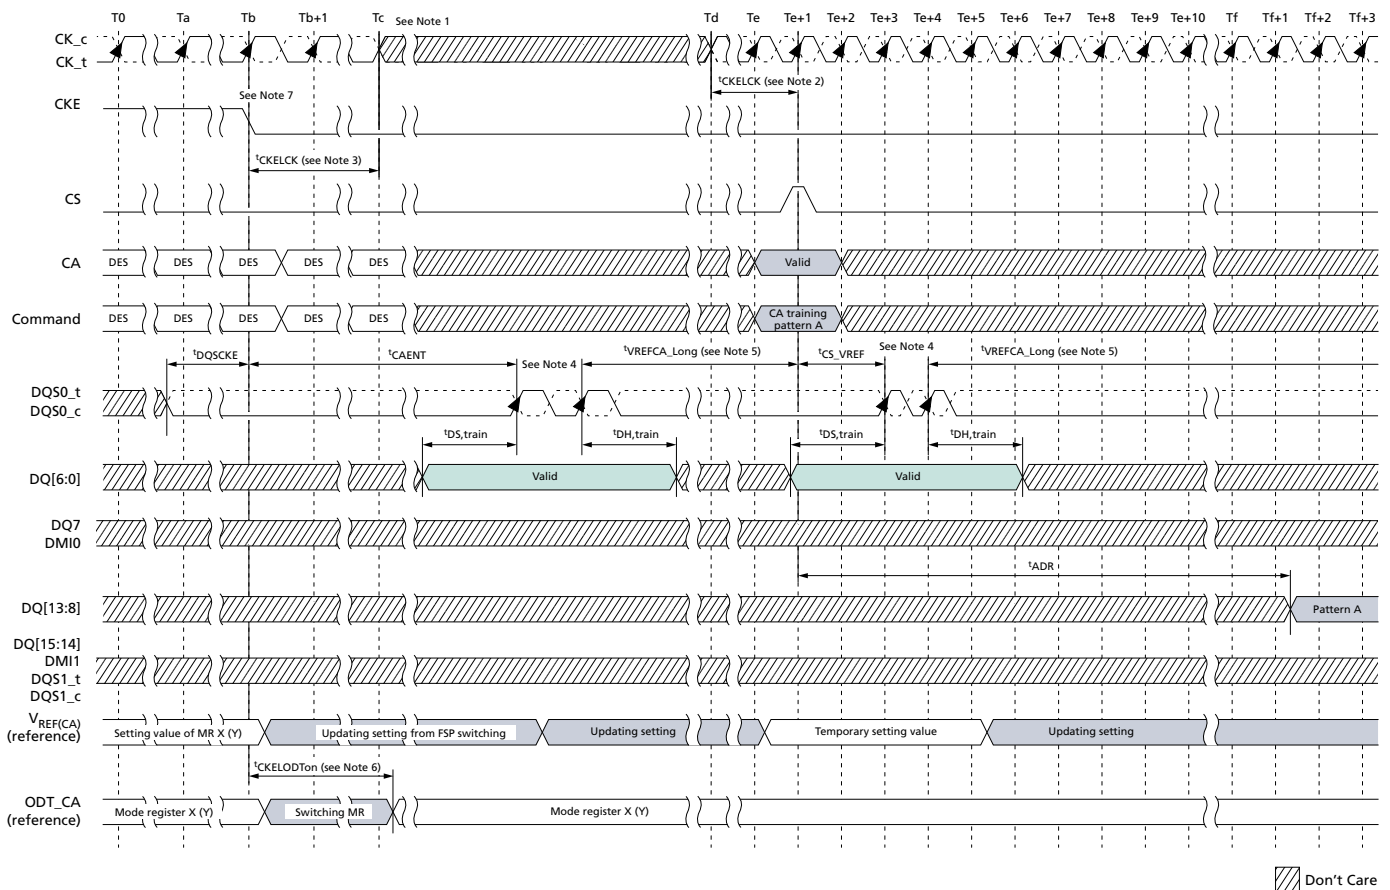 T0 Ta Tb Tb+1 Tc See Note 1 Td Te Te+1 Te+2 Te+3 Te+4 Te+5 Te+6 Te+7 Te+8 Te+9 Te+10 Tf Tf+1 Tf+2 Tf+3
CK_c
CK_t
tCKELCK (see Note 2)
See Note 7
CKE
tCKELCK (see Note 3)
CS
CA DES DES DES DES DES Valid
Command DES DES DES DES DES CA training
pattern A
tDQSCKE tCAENT See Note 4 tVREFCA_Long (see Note 5) tCS_VREF See Note 4 tVREFCA_Long (see Note 5)
DQS0_t
DQS0_c
tDS,train tDH,train tDS,train tDH,train
DQ[6:0] Valid Valid
DQ7
DMI0
tADR
DQ[13:8] Pattern A
DQ[15:14]
DMI1
DQS1_t
DQS1_c
VREF(CA)
(reference) Setting value of MR X (Y) Updating setting from FSP switching Updating setting Temporary setting value Updating setting
tCKELODTon (see Note 6)
ODT_CA
(reference) Mode register X (Y) Switching MR Mode register X (Y)
Don't Care